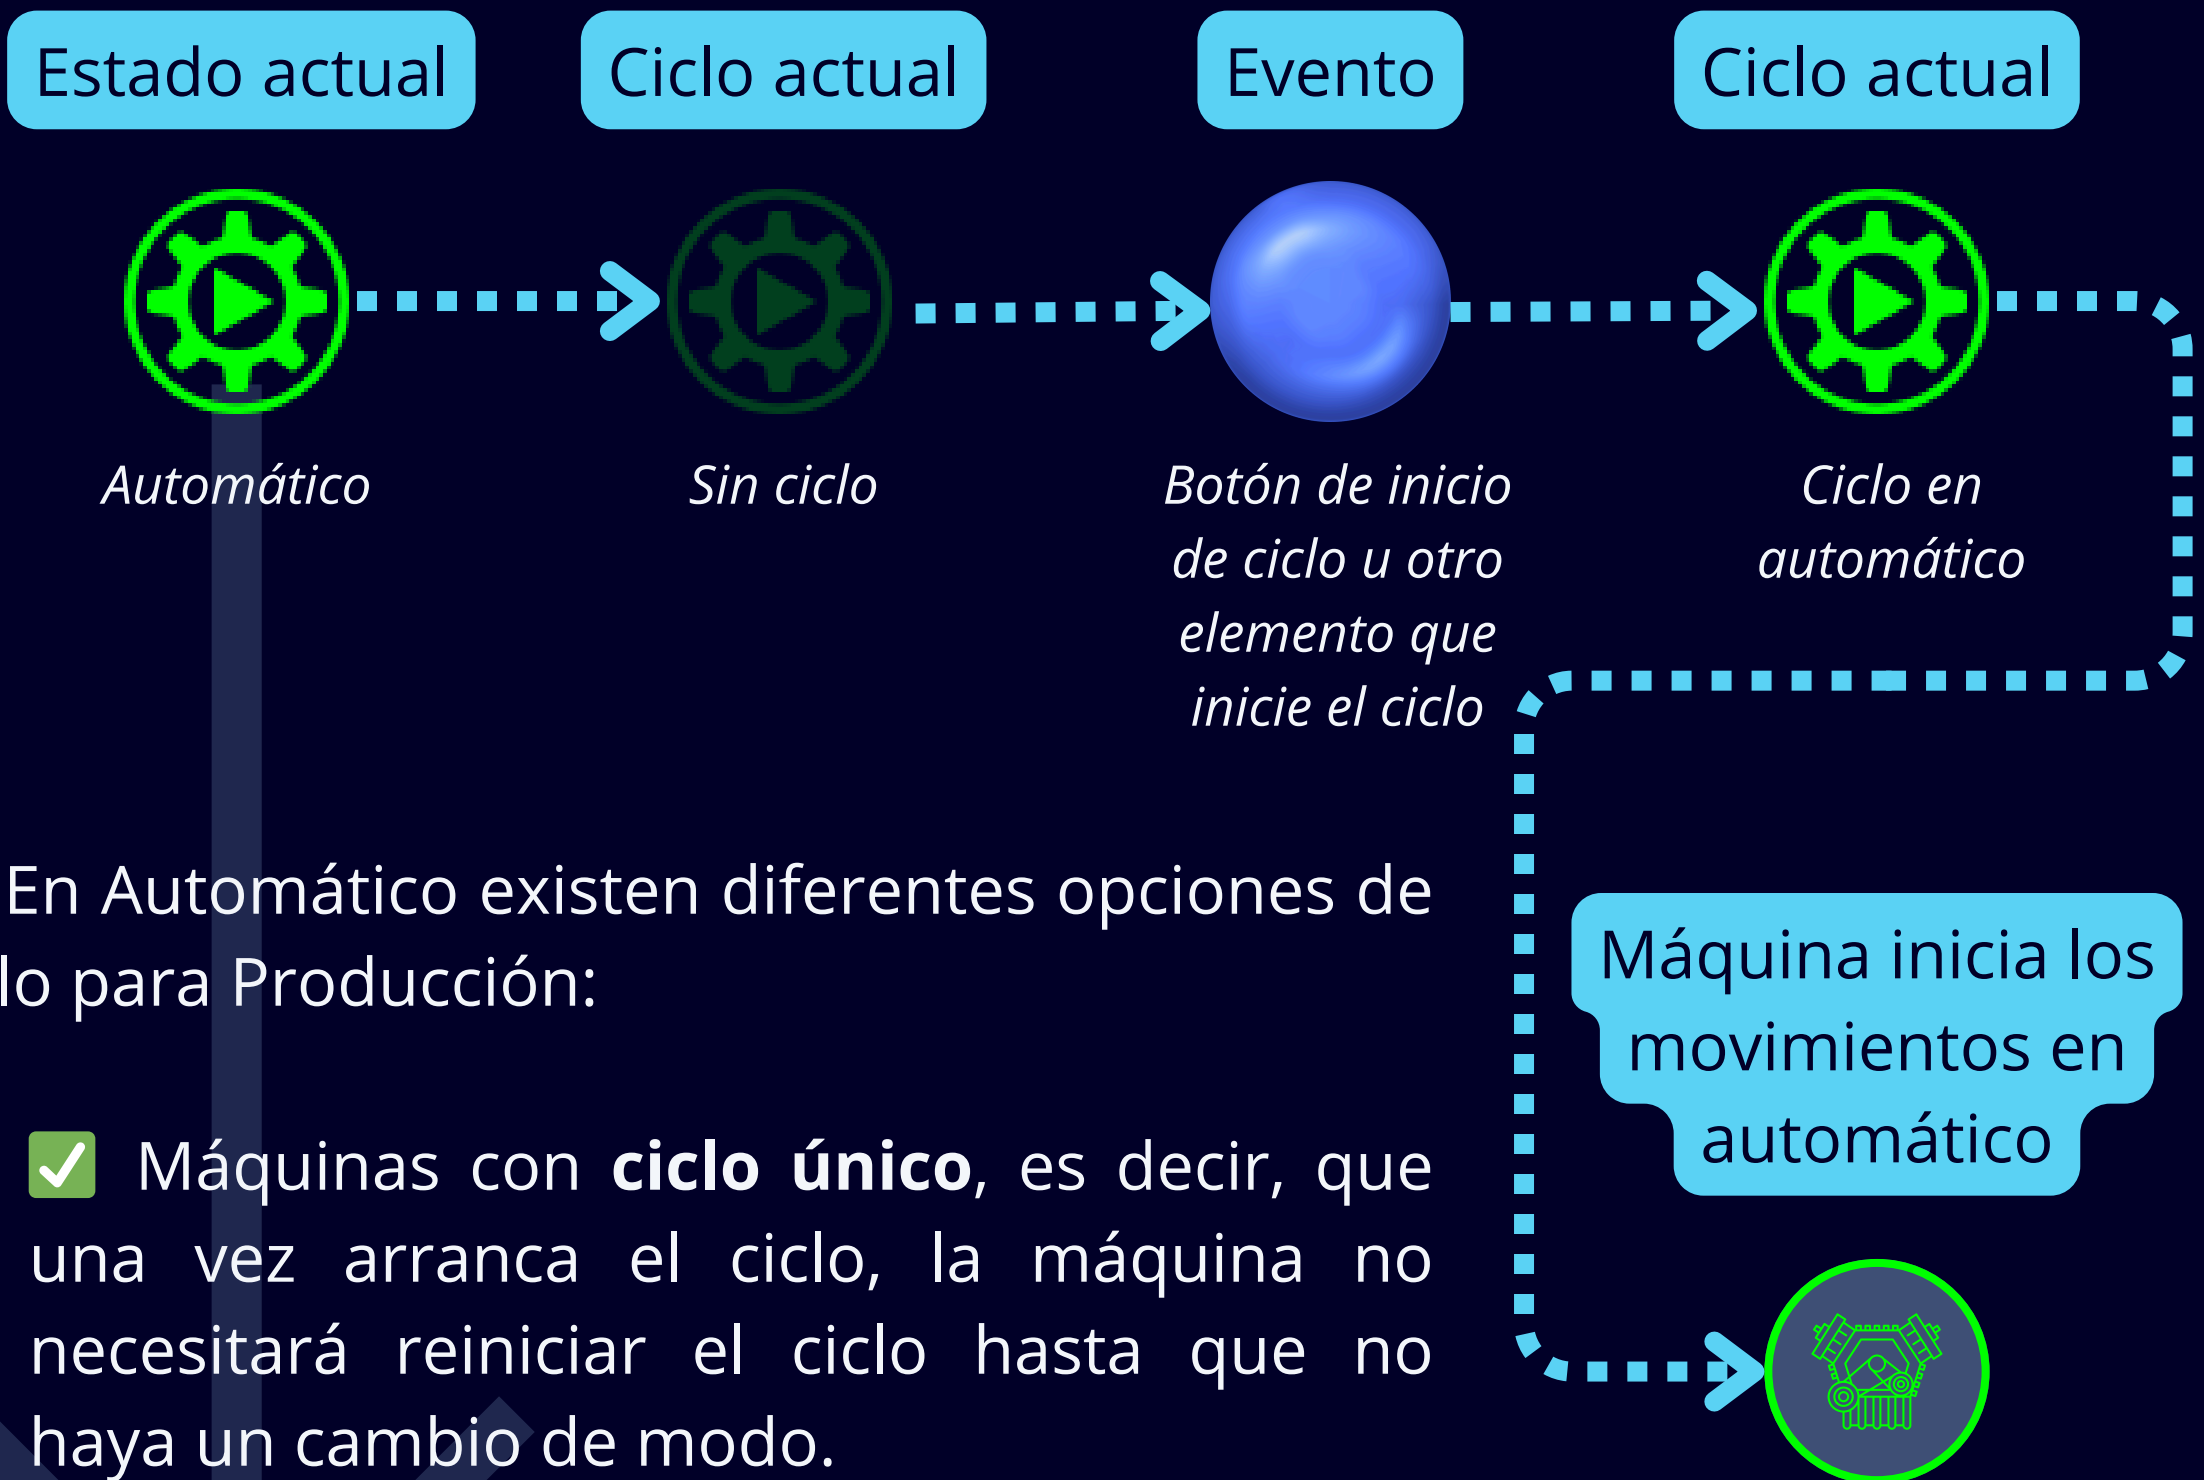 Estado actual
Ciclo actual
Evento
Ciclo actual
Automático
Sin ciclo
Botón de inicio
de ciclo u otro
elemento que
inicie el ciclo
Ciclo en
automático
En Automático existen diferentes opciones de
lo para Producción:
Máquina inicia los
movimientos en
automático
✅ Máquinas con ciclo único, es decir, que
una vez arranca el ciclo, la máquina no
necesitará reiniciar el ciclo hasta que no
haya un cambio de modo.